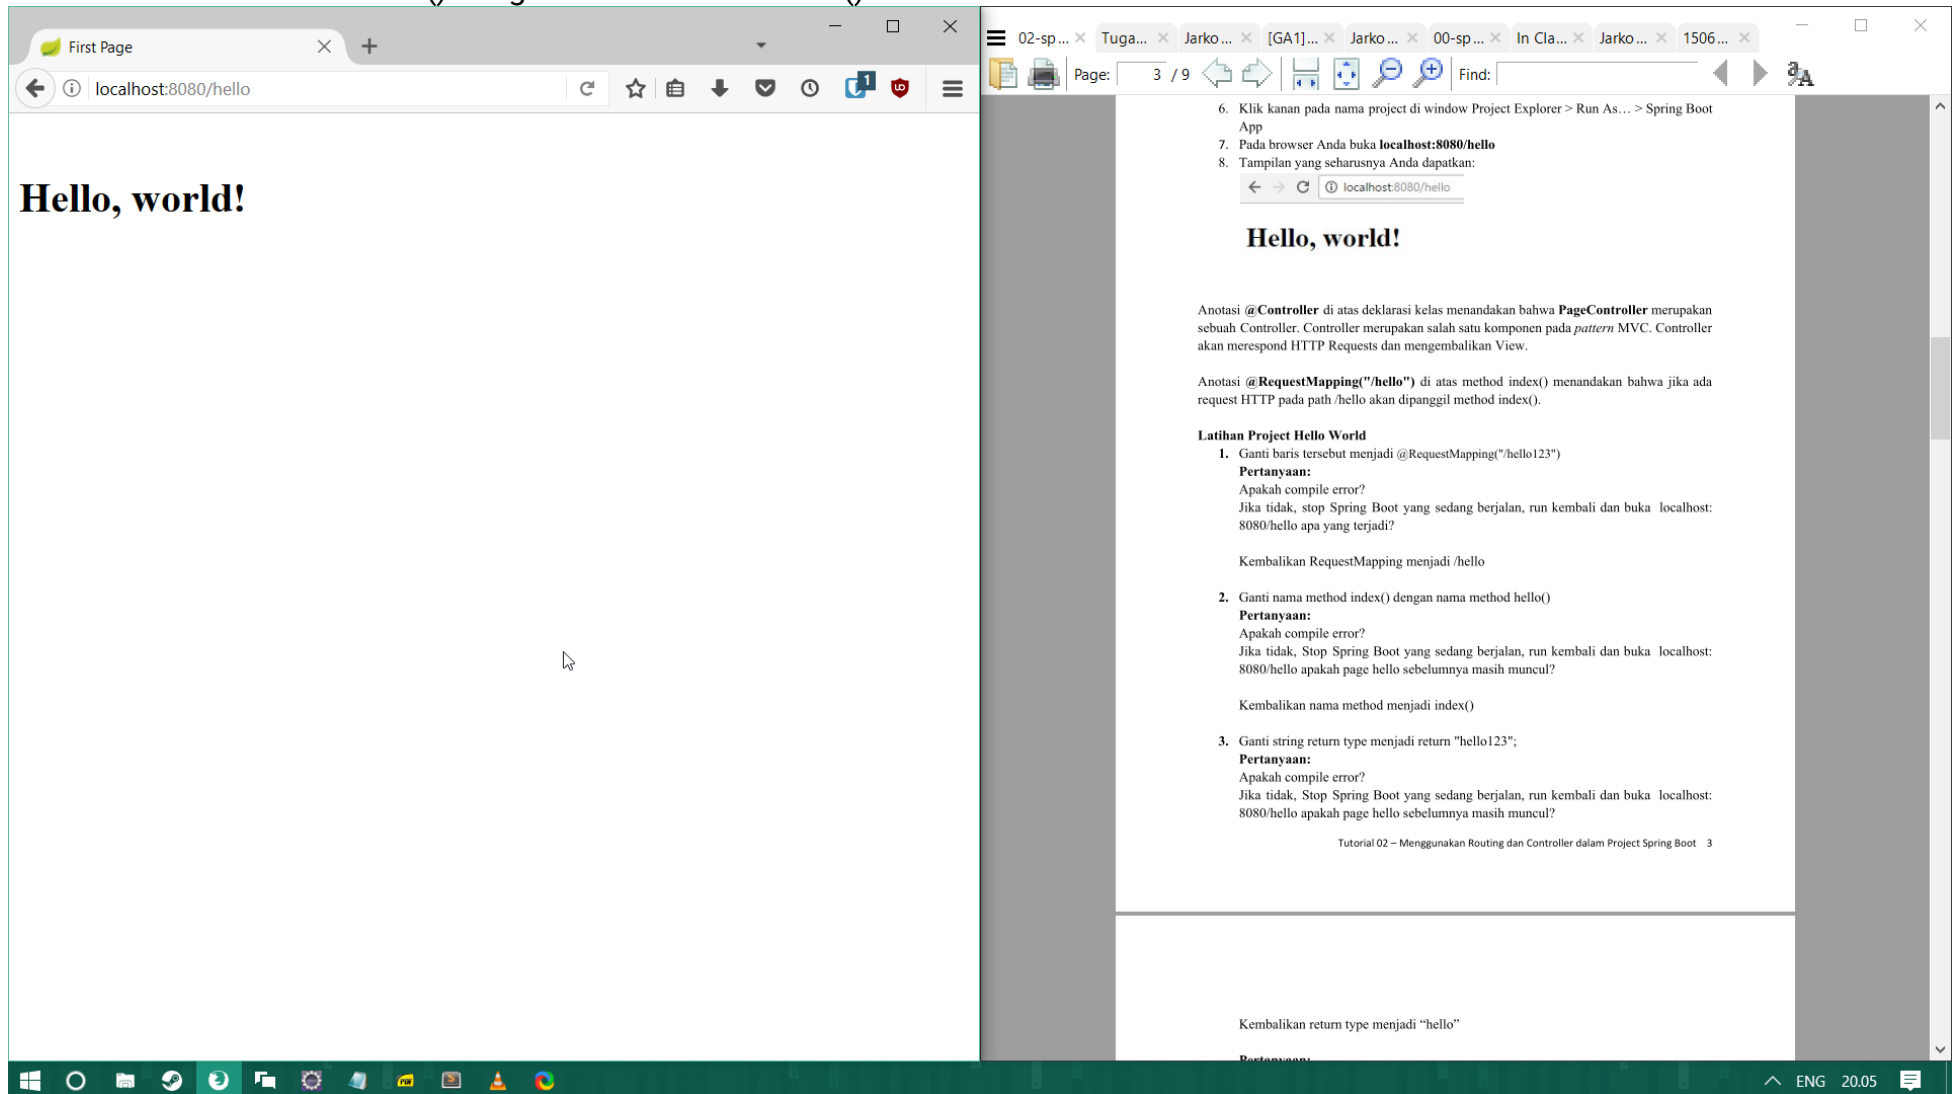 First Page
localhost:8080/hello
1
Hello, world!
02-sp ...
Tuga...
Jarko ...
[GA1] ...
Jarko ...
00-sp ...
In Cla...
Jarko ...
1506 ...
Page: 3 / 9
Find:
6. Klik kanan pada nama project di window Project Explorer > Run As… > Spring Boot
App
7. Pada browser Anda buka localhost:8080/hello
8. Tampilan yang seharusnya Anda dapatkan:
localhost:8080/hello
Hello, world!
Anotasi @Controller di atas deklarasi kelas menandakan bahwa PageController merupakan
sebuah Controller. Controller merupakan salah satu komponen pada pattern MVC. Controller
akan merespond HTTP Requests dan mengembalikan View.
Anotasi @RequestMapping("/hello") di atas method index() menandakan bahwa jika ada
request HTTP pada path /hello akan dipanggil method index().
Latihan Project Hello World
1. Ganti baris tersebut menjadi @RequestMapping("/hello123")
Pertanyaan:
Apakah compile error?
Jika tidak, stop Spring Boot yang sedang berjalan, run kembali dan buka localhost:
8080/hello apa yang terjadi?
Kembalikan RequestMapping menjadi /hello
2. Ganti nama method index() dengan nama method hello()
Pertanyaan:
Apakah compile error?
Jika tidak, Stop Spring Boot yang sedang berjalan, run kembali dan buka localhost:
8080/hello apakah page hello sebelumnya masih muncul?
Kembalikan nama method menjadi index()
3. Ganti string return type menjadi return "hello123";
Pertanyaan:
Apakah compile error?
Jika tidak, Stop Spring Boot yang sedang berjalan, run kembali dan buka localhost:
8080/hello apakah page hello sebelumnya masih muncul?
Tutorial 02 – Menggunakan Routing dan Controller dalam Project Spring Boot 3
Kembalikan return type menjadi “hello”
Pertanyaan:
ENG 20.05